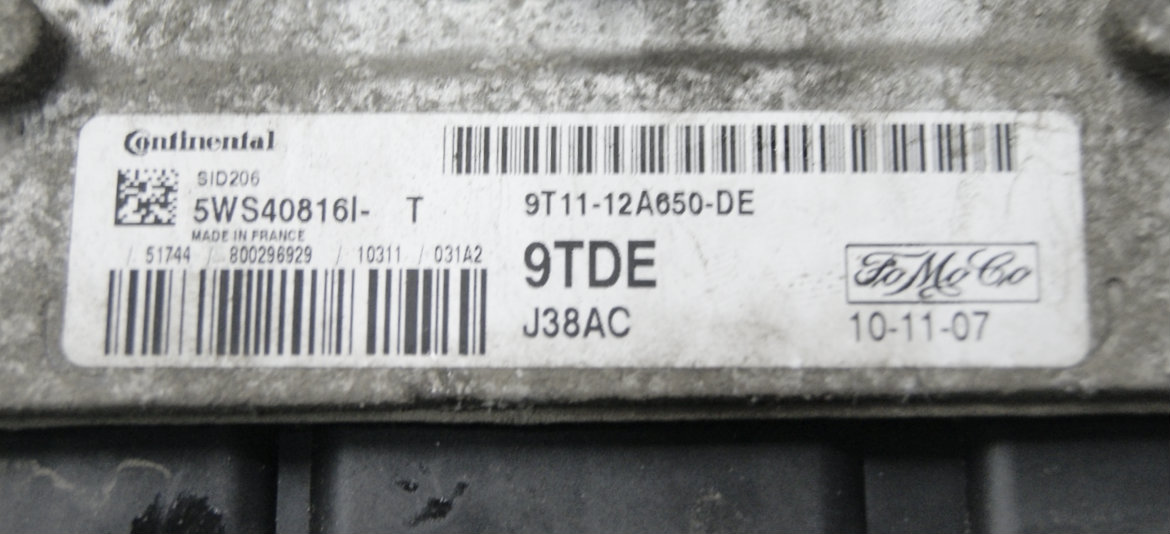 Continental
SID206
5WS40816I- T
MADE IN FRANCE
/ 51744 / 800296929 / 10311 / 031A2
9T11-12A650-DE
9TDE
J38AC
FoMoCo
10-11-07